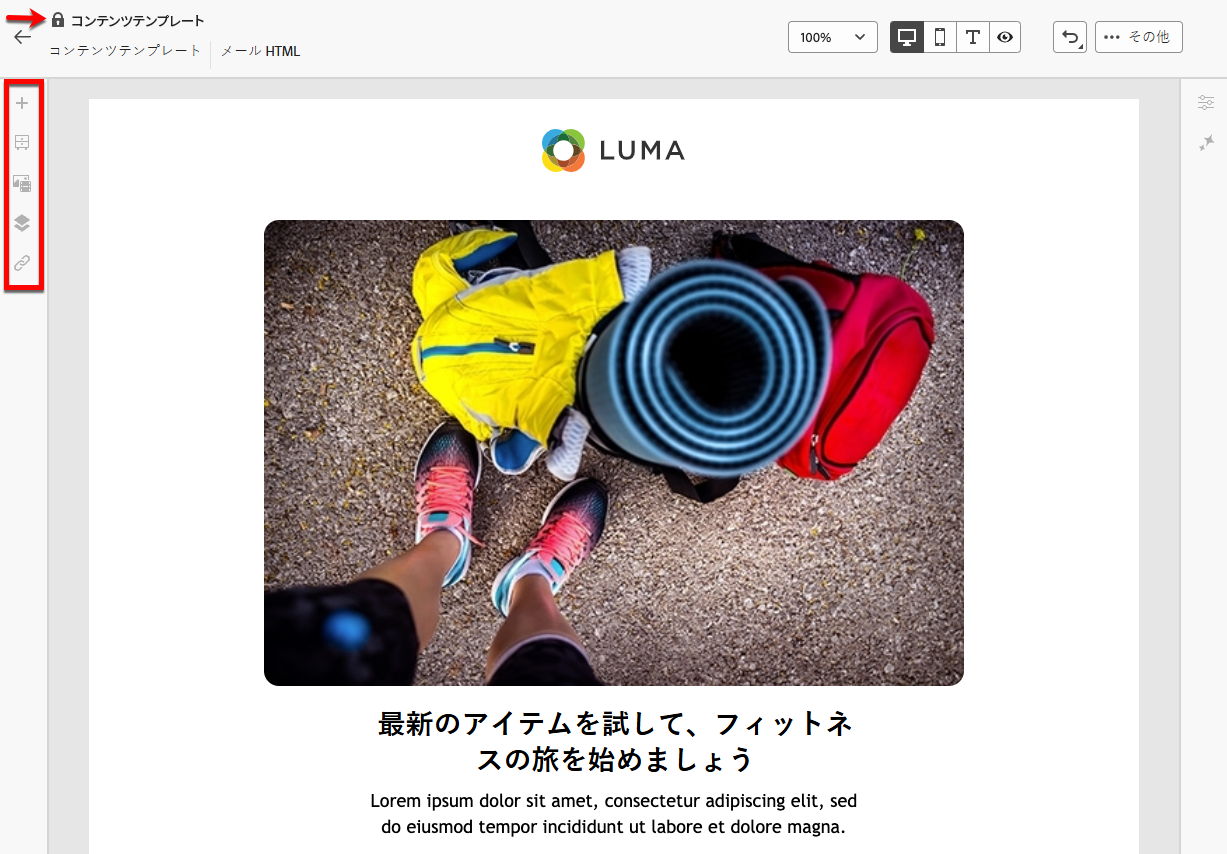 コンテンツテンプレート
コンテンツテンプレート メール HTML
100%
T
その他
LUMA
最新のアイテムを試して、フィットネ
スの旅を始めましょう
Lorem ipsum dolor sit amet, consectetur adipiscing elit, sed
do eiusmod tempor incididunt ut labore et dolore magna.